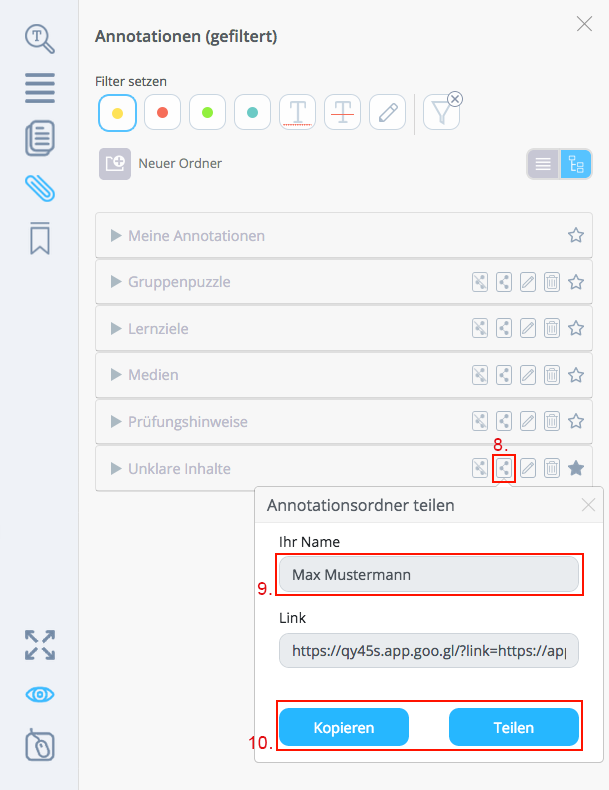 Annotationen (gefiltert)
Filter setzen
T
T
T
Neuer Ordner
Meine Annotationen
Gruppenpuzzle
Lernziele
Medien
Prüfungshinweise
8.
Unklare Inhalte
Annotationsordner teilen
Ihr Name
9.
Max Mustermann
Link
https://qy45s.app.goo.gl/?link=https://app
10.
Kopieren
Teilen